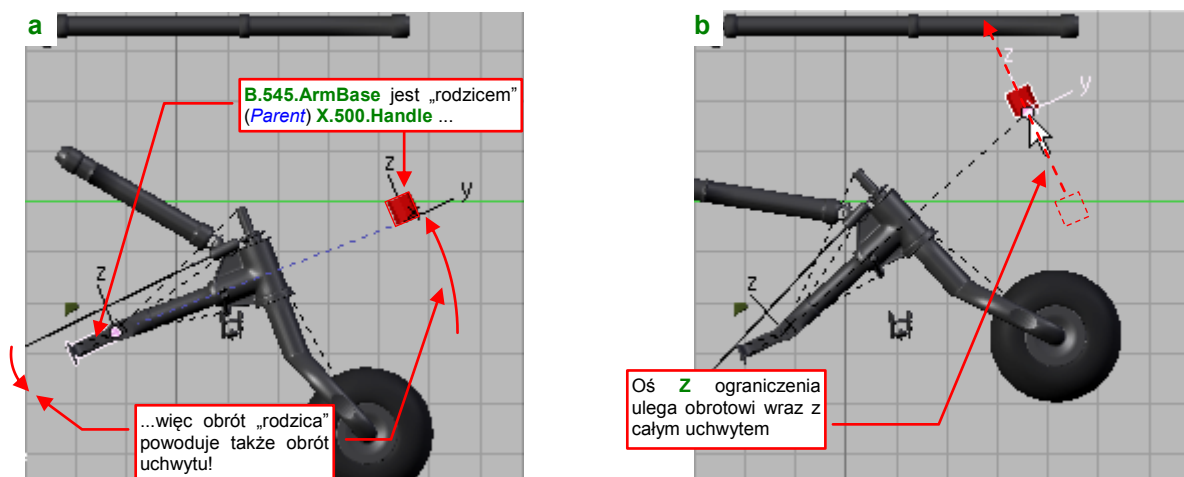 a
B.545.ArmBase jest „rodzicem”
(Parent) X.500.Handle ...
z
y
z
...więc obrót „rodzica”
powoduje także obrót
uchwytu!
b
z
y
z
Oś Z ograniczenia
ulega obrotowi wraz z
całym uchwytem